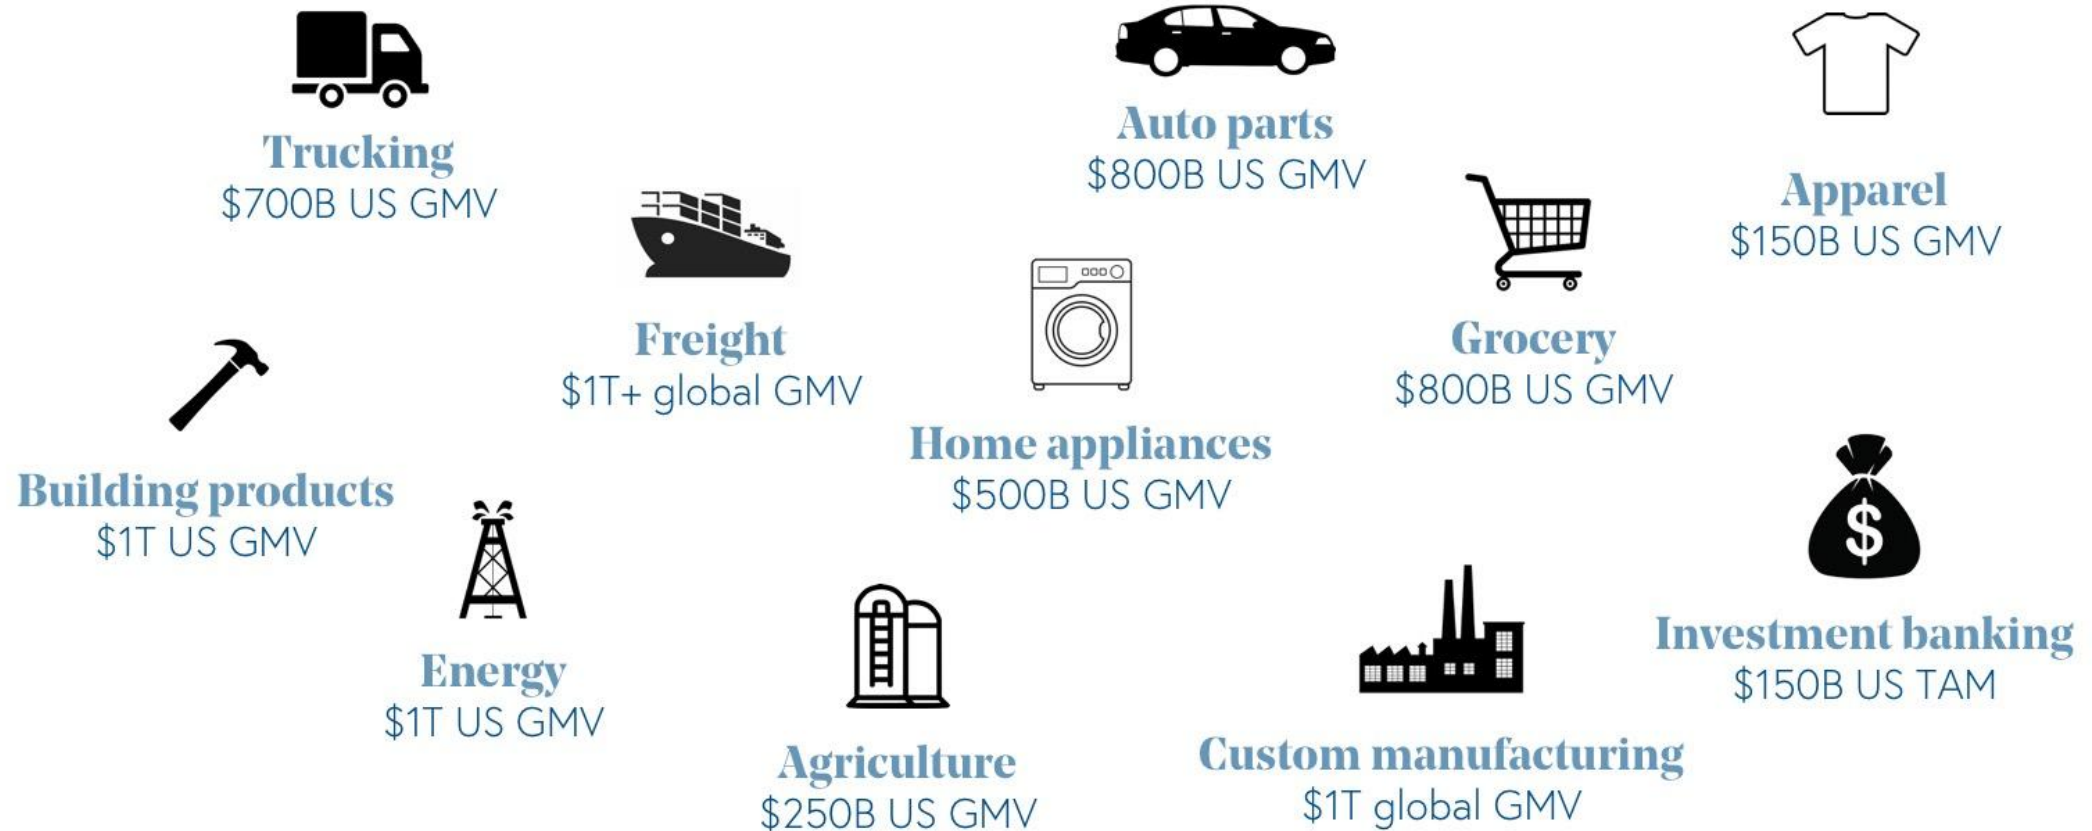 Trucking
$700B US GMV
Auto parts
$800B US GMV
Apparel
$150B US GMV
Freight
$1T+ global GMV
Grocery
$800B US GMV
Home appliances
$500B US GMV
Building products
$1T US GMV
$
Investment banking
$150B US TAM
Energy
$1T US GMV
Agriculture
$250B US GMV
Custom manufacturing
$1T global GMV